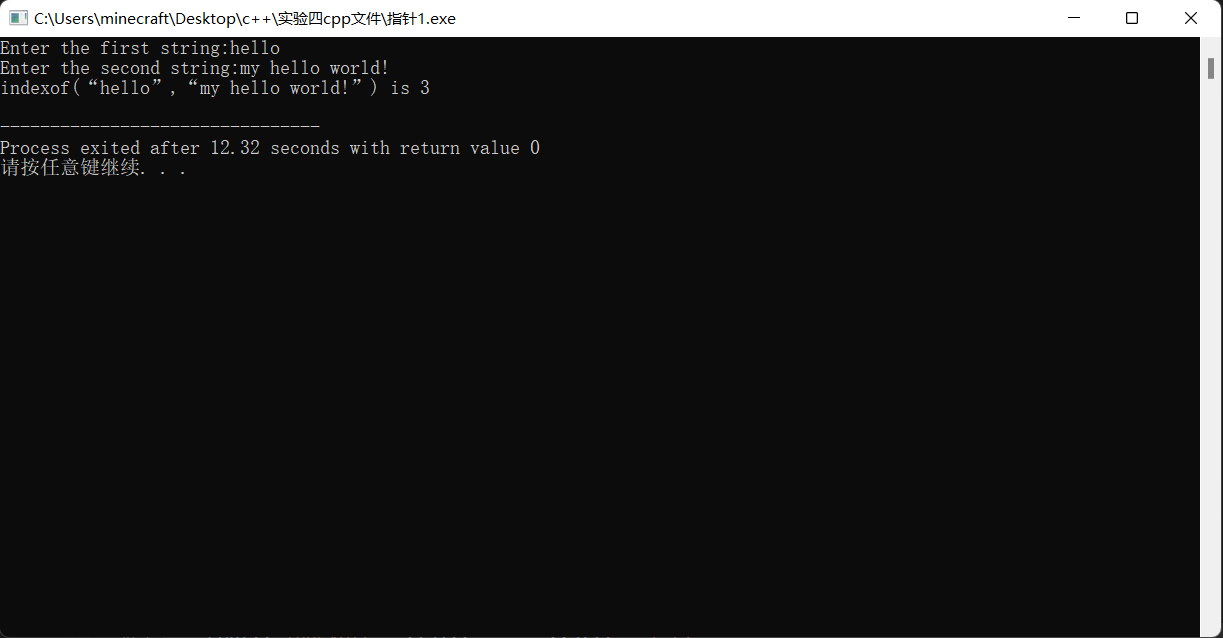 C:\Users\minecraft\Desktop\c++\实验四cpp文件\指针1.exe
Enter the first string:hello
Enter the second string:my hello world!
indexof(“hello”,“my hello world!”) is 3
--------------------------------
Process exited after 12.32 seconds with return value 0
请按任意键继续. . .